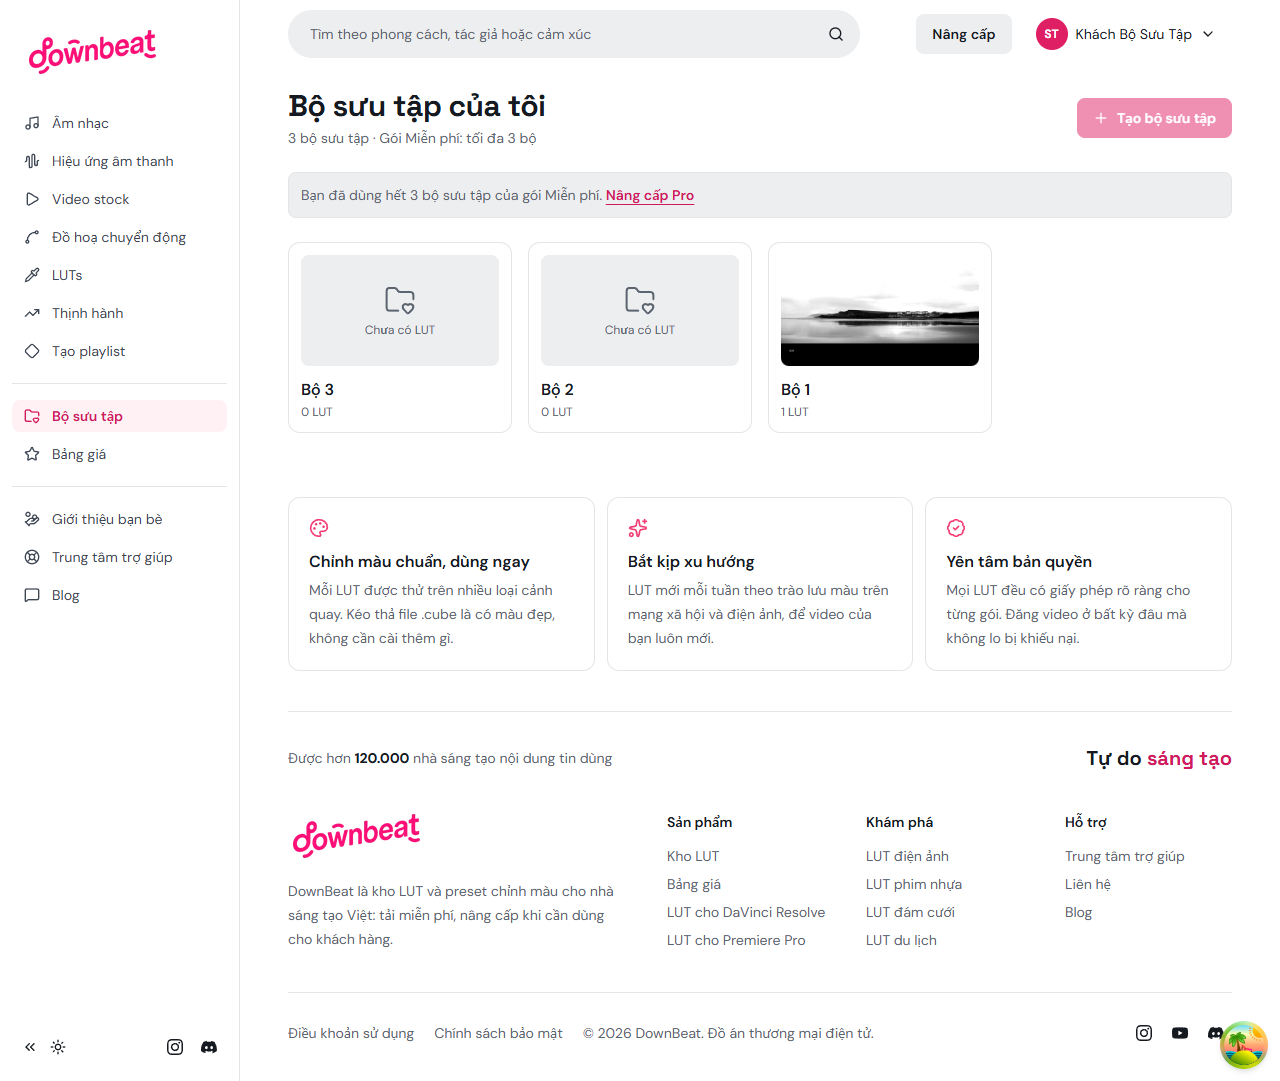 downbeat
Tìm theo phong cách, tác giả hoặc cảm xúc
Nâng cấp
ST
Khách Bộ Sưu Tập
Âm nhạc
Hiệu ứng âm thanh
Video stock
Đồ hoạ chuyển động
LUTs
Thịnh hành
Tạo playlist
Bộ sưu tập
Bảng giá
Giới thiệu bạn bè
Trung tâm trợ giúp
Blog
Bộ sưu tập của tôi
3 bộ sưu tập · Gói Miễn phí: tối đa 3 bộ
Tạo bộ sưu tập
Bạn đã dùng hết 3 bộ sưu tập của gói Miễn phí. Nâng cấp Pro
Chưa có LUT
Bộ 3
0 LUT
Chưa có LUT
Bộ 2
0 LUT
Bộ 1
1 LUT
Chỉnh màu chuẩn, dùng ngay
Mỗi LUT được thử trên nhiều loại cảnh
quay. Kéo thả file .cube là có màu đẹp,
không cần cài thêm gì.
Bắt kịp xu hướng
LUT mới mỗi tuần theo trào lưu màu trên
mạng xã hội và điện ảnh, để video của
bạn luôn mới.
Yên tâm bản quyền
Mọi LUT đều có giấy phép rõ ràng cho
từng gói. Đăng video ở bất kỳ đâu mà
không lo bị khiếu nại.
Được hơn 120.000 nhà sáng tạo nội dung tin dùng
Tự do sáng tạo
downbeat
DownBeat là kho LUT và preset chỉnh màu cho nhà
sáng tạo Việt: tải miễn phí, nâng cấp khi cần dùng
cho khách hàng.
Sản phẩm
Kho LUT
Bảng giá
LUT cho DaVinci Resolve
LUT cho Premiere Pro
Khám phá
LUT điện ảnh
LUT phim nhựa
LUT đám cưới
LUT du lịch
Hỗ trợ
Trung tâm trợ giúp
Liên hệ
Blog
Điều khoản sử dụng
Chính sách bảo mật
© 2026 DownBeat. Đồ án thương mại điện tử.